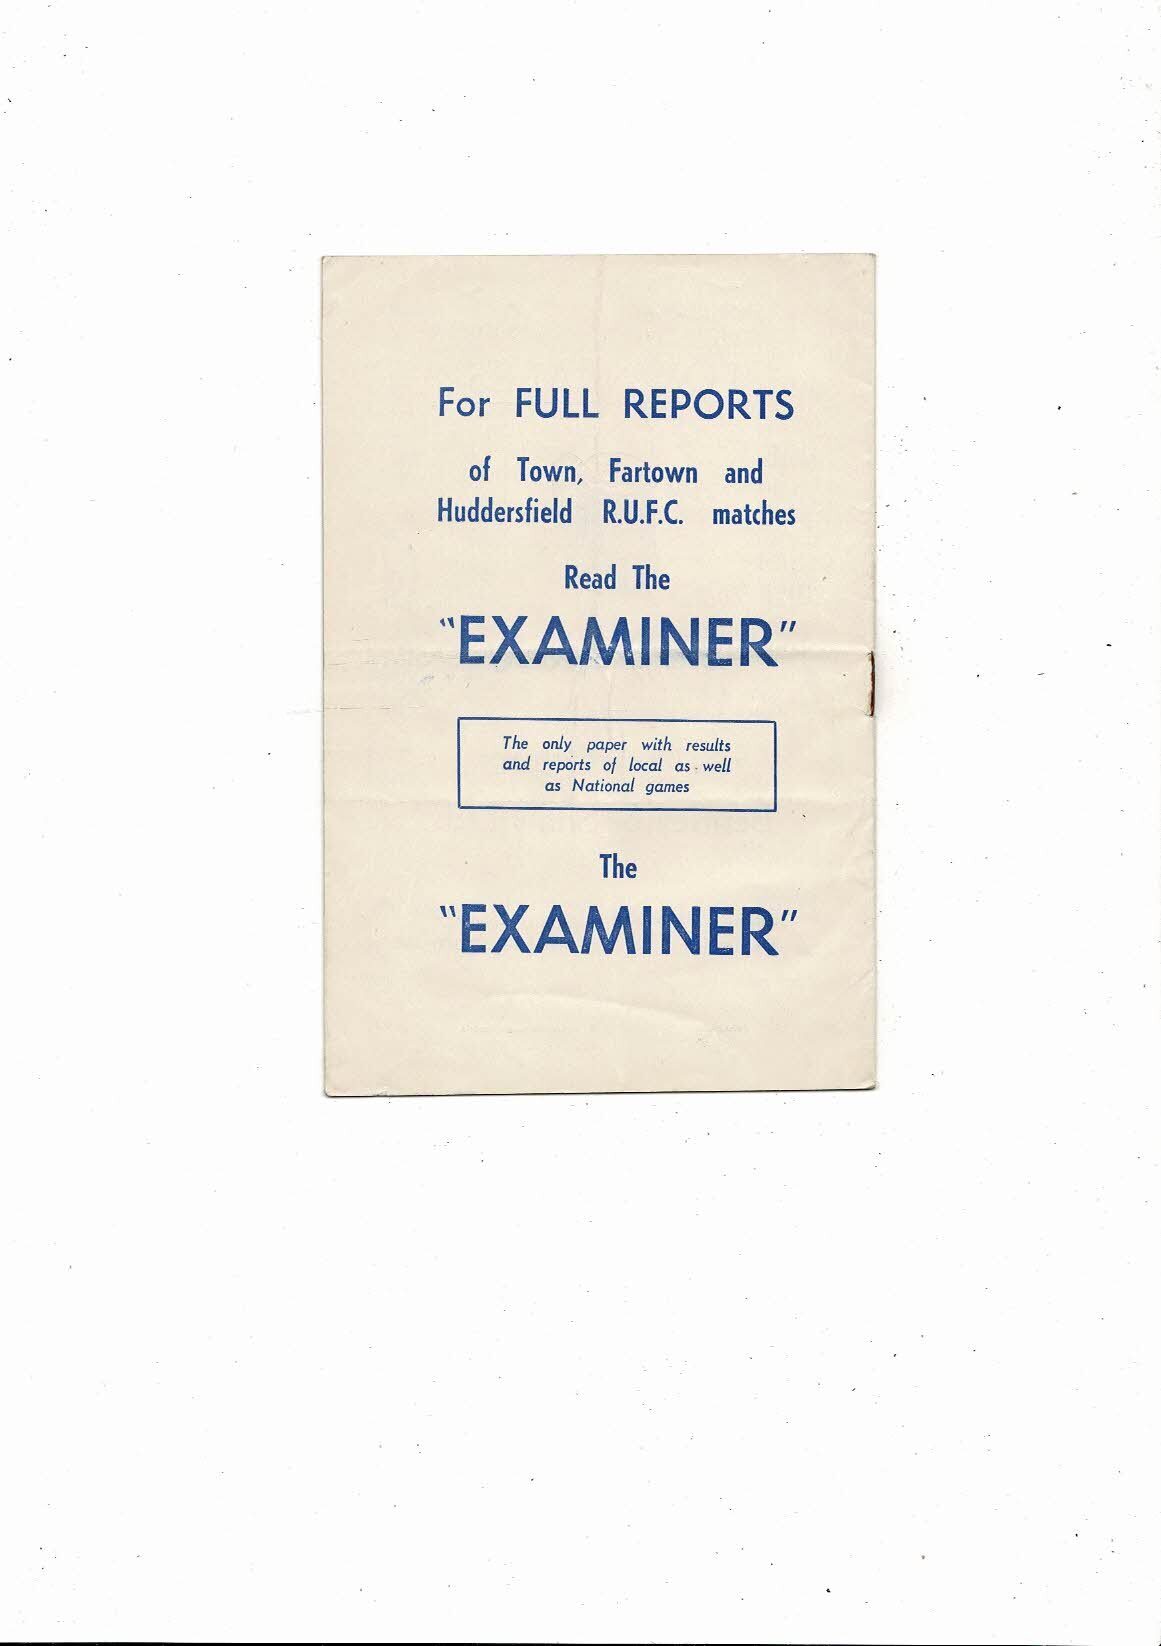 For FULL REPORTS
of Town, Fartown and
Huddersfield R.U.F.C. matches
Read The
"EXAMINER"
The only paper with results
and reports of local as well
as National games
The
"EXAMINER"